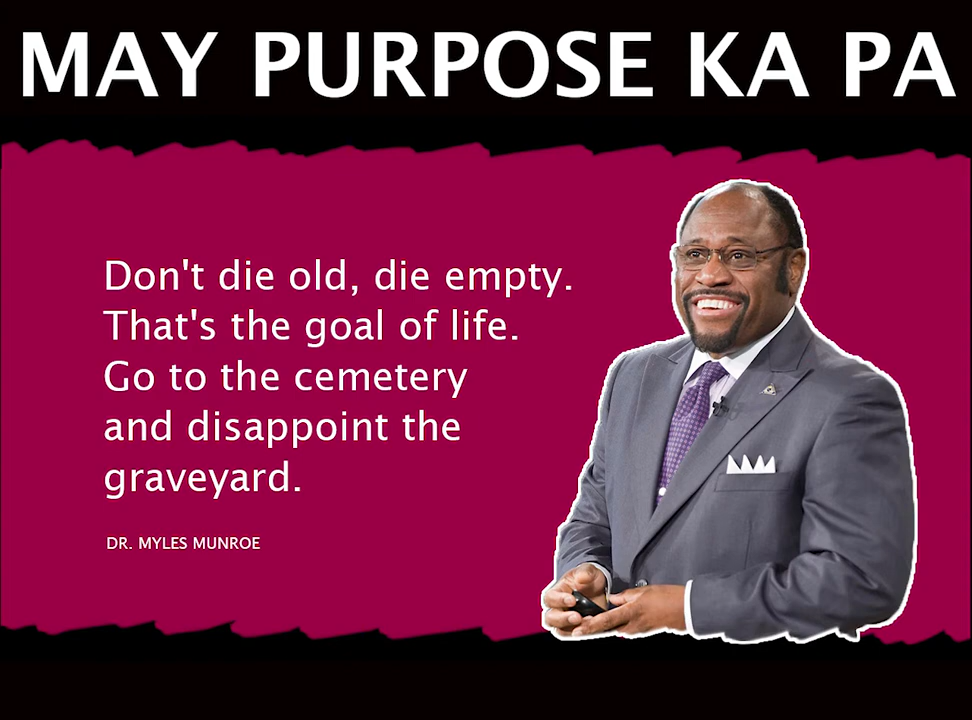 MAY PURPOSE KA PA
Don't die old, die empty.
That's the goal of life.
Go to the cemetery
and disappoint the
graveyard.
DR. MYLES MUNROE